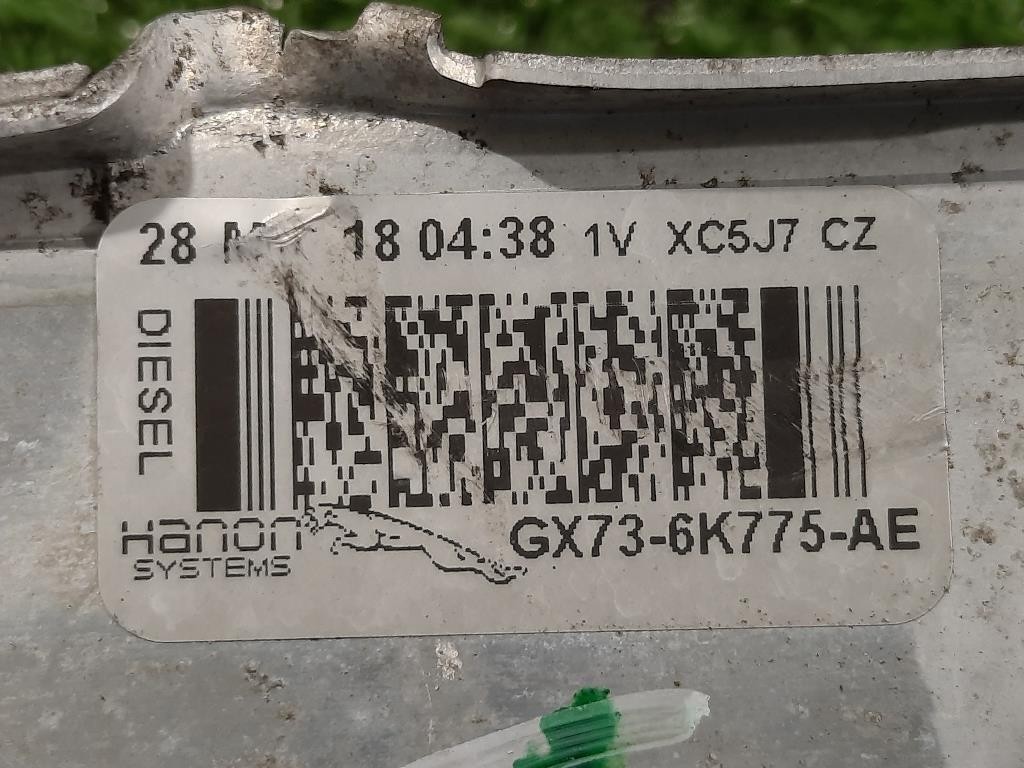 28 18 04:38 1V XC5J7 CZ
DIESEL
Hanon
SYSTEMS
GX73-6K775-AE